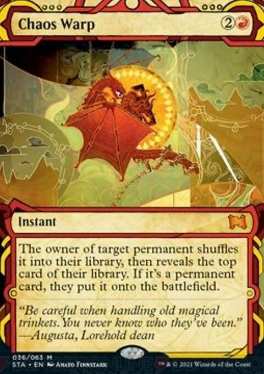 Chaos Warp 2
Instant
The owner of target permanent shuffles
it into their library, then reveals the top
card of their library. If it's a permanent
card, they put it onto the battlefield.
"Be careful when handling old magical
trinkets. You never know who they've been."
—Augusta, Lorehold dean
036/063 M
STA • EN Amato Finnstark
™ & © 2021 Wizards of the Coast